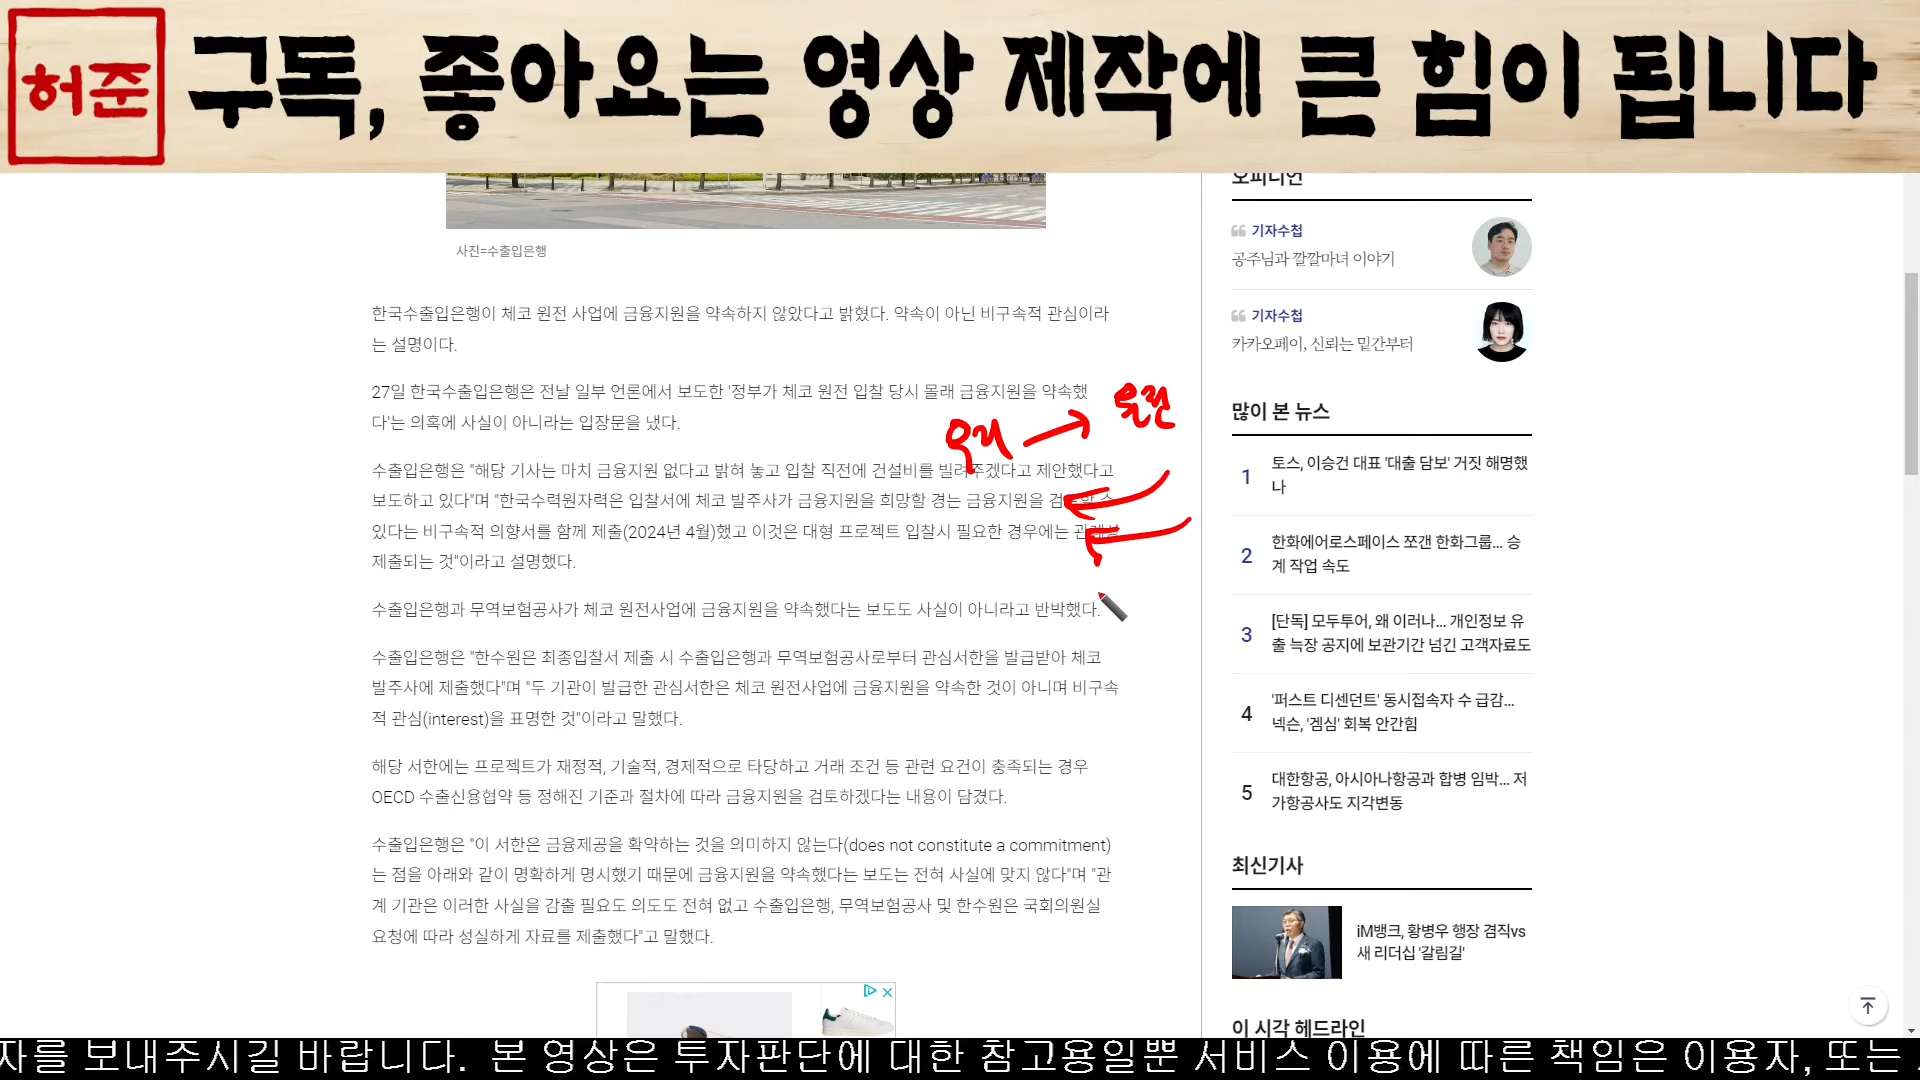 허준
구독, 좋아요는 영상 제작에 큰 힘이 됩니다
사진=수출입은행
한국수출입은행이 체코 원전 사업에 금융지원을 약속하지 않았다고 밝혔다. 약속이 아닌 비구속적 관심이라
는 설명이다.
27일 한국수출입은행은 전날 일부 언론에서 보도한 '정부가 체코 원전 입찰 당시 몰래 금융지원을 약속했
다'는 의혹에 사실이 아니라는 입장문을 냈다.
수출입은행은 "해당 기사는 마치 금융지원 없다고 밝혀 놓고 입찰 직전에 건설비를 빌려주겠다고 제안했다고
보도하고 있다"며 "한국수력원자력은 입찰서에 체코 발주사가 금융지원을 희망할 경는 금융지원을 검토할 수
있다는 비구속적 의향서를 함께 제출(2024년 4월)했고 이것은 대형 프로젝트 입찰시 필요한 경우에는 관례상
제출되는 것"이라고 설명했다.
수출입은행과 무역보험공사가 체코 원전사업에 금융지원을 약속했다는 보도도 사실이 아니라고 반박했다.
수출입은행은 "한수원은 최종입찰서 제출 시 수출입은행과 무역보험공사로부터 관심서한을 발급받아 체코
발주사에 제출했다"며 "두 기관이 발급한 관심서한은 체코 원전사업에 금융지원을 약속한 것이 아니며 비구속
적 관심(interest)을 표명한 것"이라고 말했다.
해당 서한에는 프로젝트가 재정적, 기술적, 경제적으로 타당하고 거래 조건 등 관련 요건이 충족되는 경우
OECD 수출신용협약 등 정해진 기준과 절차에 따라 금융지원을 검토하겠다는 내용이 담겼다.
수출입은행은 "이 서한은 금융제공을 확약하는 것을 의미하지 않는다(does not constitute a commitment)
는 점을 아래와 같이 명확하게 명시했기 때문에 금융지원을 약속했다는 보도는 전혀 사실에 맞지 않다"며 "관
계 기관은 이러한 사실을 감출 필요도 의도도 전혀 없고 수출입은행, 무역보험공사 및 한수원은 국회의원실
요청에 따라 성실하게 자료를 제출했다"고 말했다.
오피니언
기자수첩
공주님과 깔깔마녀 이야기
기자수첩
카카오페이, 신뢰는 밑간부터
많이 본 뉴스
1 토스, 이승건 대표 '대출 담보' 거짓 해명했
나
2 한화에어로스페이스 쪼갠 한화그룹... 승
계 작업 속도
3 [단독] 모두투어, 왜 이러나... 개인정보 유
출 늑장 공지에 보관기간 넘긴 고객자료도
4 '퍼스트 디센던트' 동시접속자 수 급감...
넥슨, '겜심' 회복 안간힘
5 대한항공, 아시아나항공과 합병 임박... 저
가항공사도 지각변동
최신기사
iM뱅크, 황병우 행장 겸직vs
새 리더십 '갈림길'
이 시각 헤드라인
자를 보내주시길 바랍니다. 본 영상은 투자판단에 대한 참고용일뿐 서비스 이용에 따른 책임은 이용자, 또는